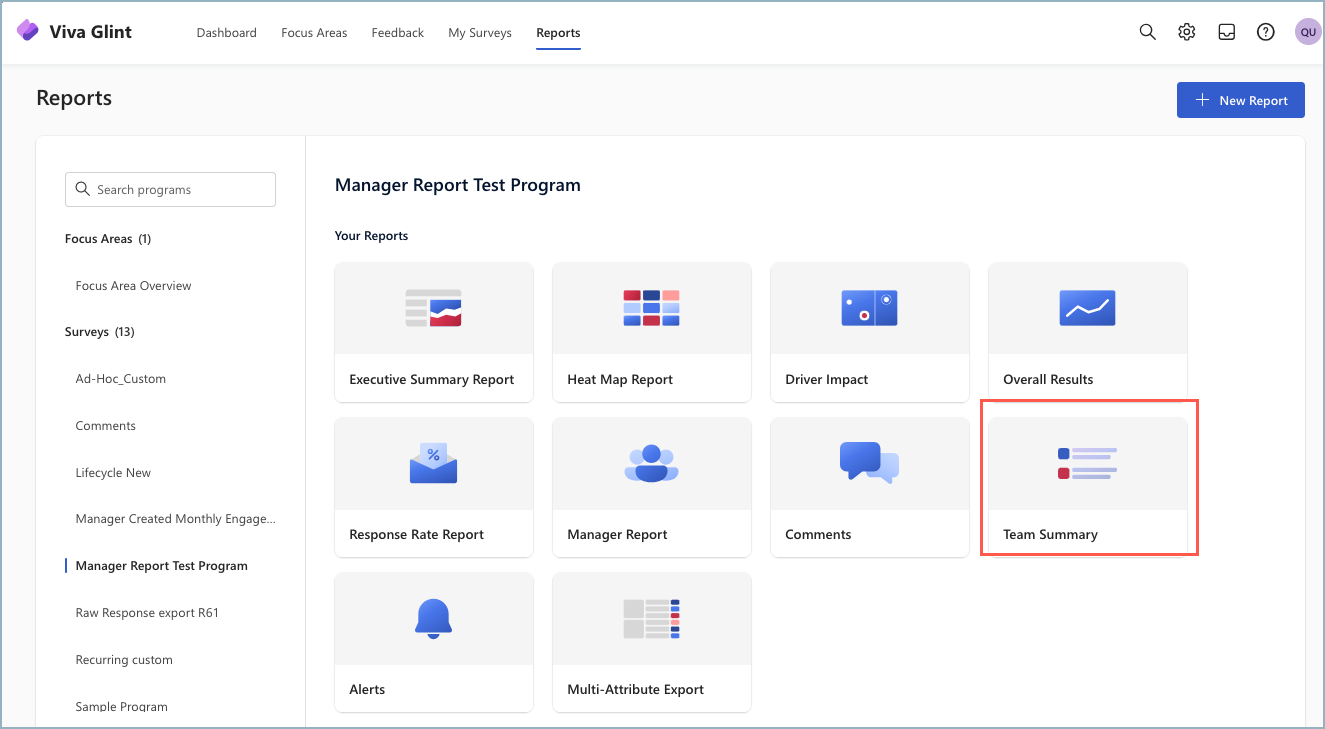 Viva Glint
Dashboard
Focus Areas
Feedback
My Surveys
Reports
QU
Reports
New Report
Search programs
Focus Areas (1)
Focus Area Overview
Surveys (13)
Ad-Hoc_Custom
Comments
Lifecycle New
Manager Created Monthly Engage...
Manager Report Test Program
Raw Response export R61
Recurring custom
Sample Program
Manager Report Test Program
Your Reports
Executive Summary Report
Heat Map Report
Driver Impact
Overall Results
%
Response Rate Report
Manager Report
Comments
Team Summary
Alerts
Multi-Attribute Export